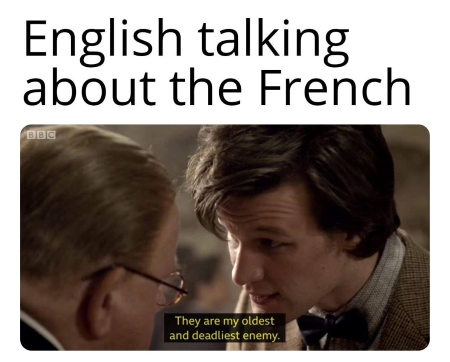 English talking
about the French
BBC
They are my oldest
and deadliest enemy.